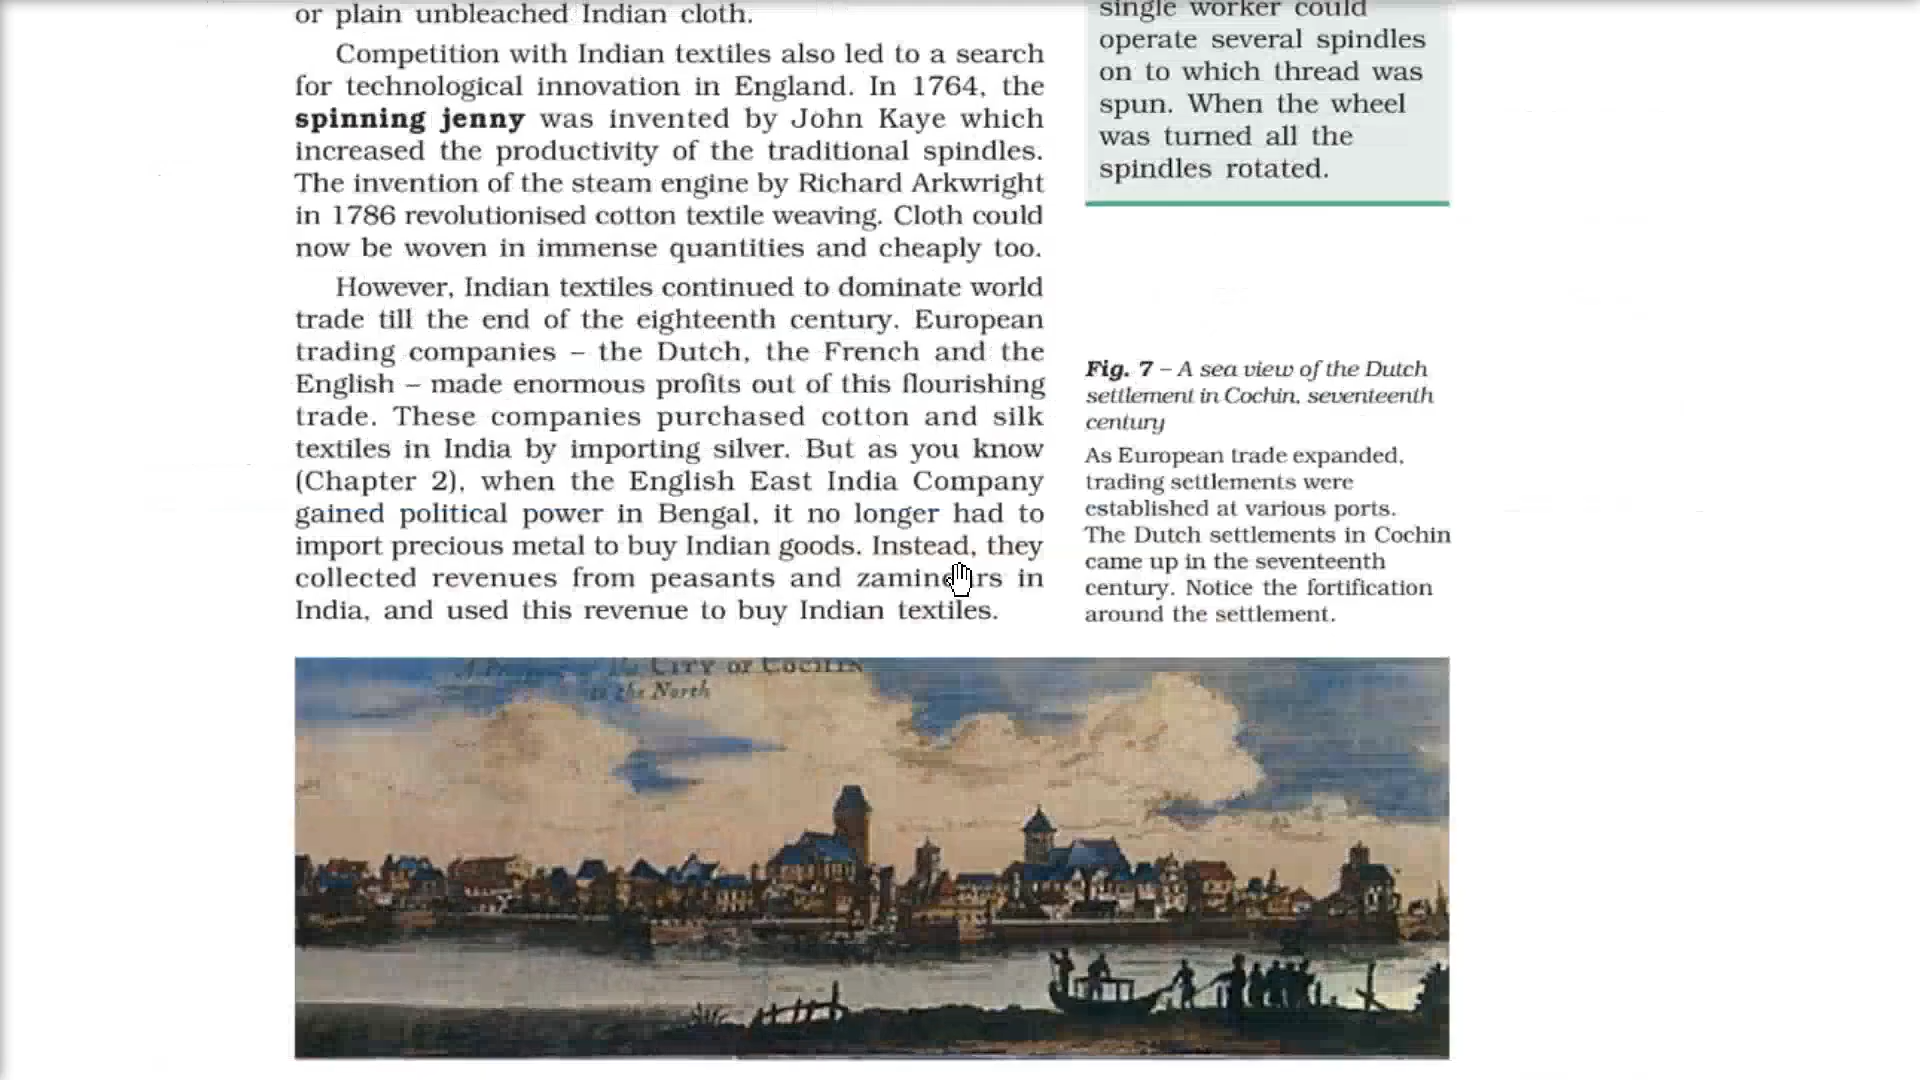 or plain unbleached Indian cloth.
Competition with Indian textiles also led to a search
for technological innovation in England. In 1764, the
spinning jenny was invented by John Kaye which
increased the productivity of the traditional spindles.
The invention of the steam engine by Richard Arkwright
in 1786 revolutionised cotton textile weaving. Cloth could
now be woven in immense quantities and cheaply too.
However, Indian textiles continued to dominate world
trade till the end of the eighteenth century. European
trading companies – the Dutch, the French and the
English – made enormous profits out of this flourishing
trade. These companies purchased cotton and silk
textiles in India by importing silver. But as you know
(Chapter 2), when the English East India Company
gained political power in Bengal, it no longer had to
import precious metal to buy Indian goods. Instead, they
collected revenues from peasants and zamindars in
India, and used this revenue to buy Indian textiles.
single worker could
operate several spindles
on to which thread was
spun. When the wheel
was turned all the
spindles rotated.
Fig. 7 – A sea view of the Dutch
settlement in Cochin, seventeenth
century
As European trade expanded,
trading settlements were
established at various ports.
The Dutch settlements in Cochin
came up in the seventeenth
century. Notice the fortification
around the settlement.
CITY OF COCHIN
to the North